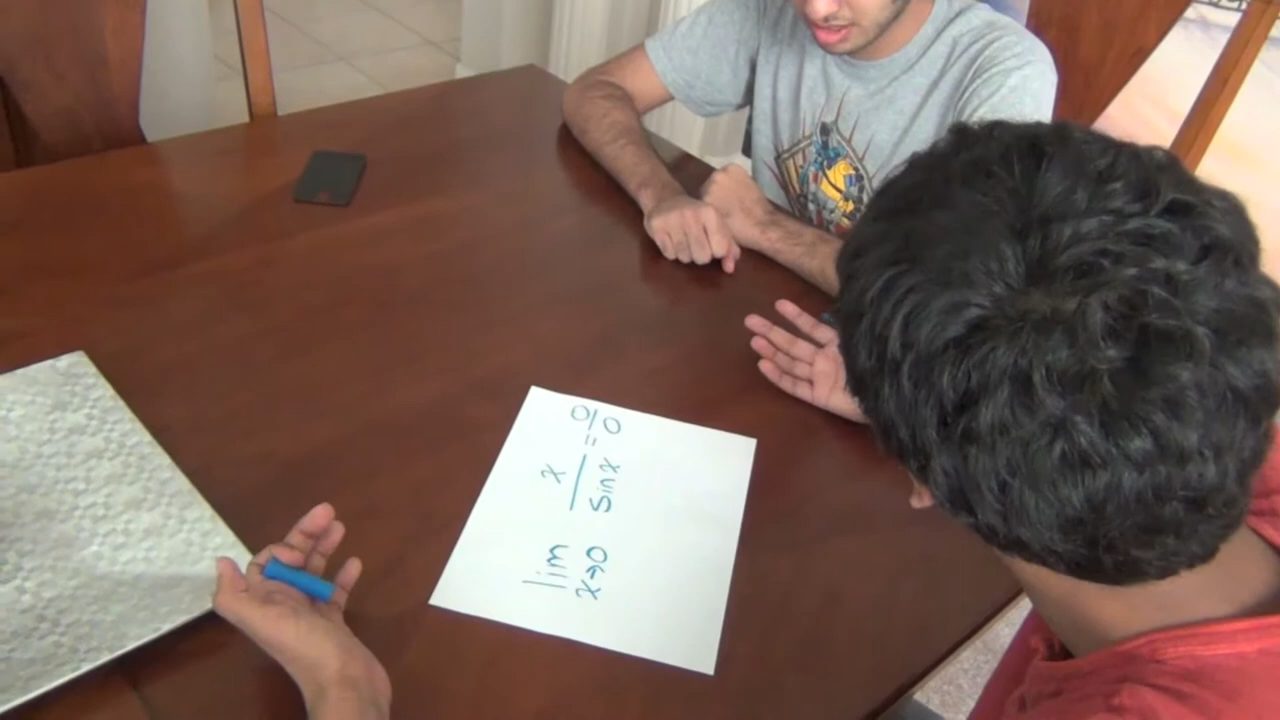 lim x→0 x/sin x = 0/0